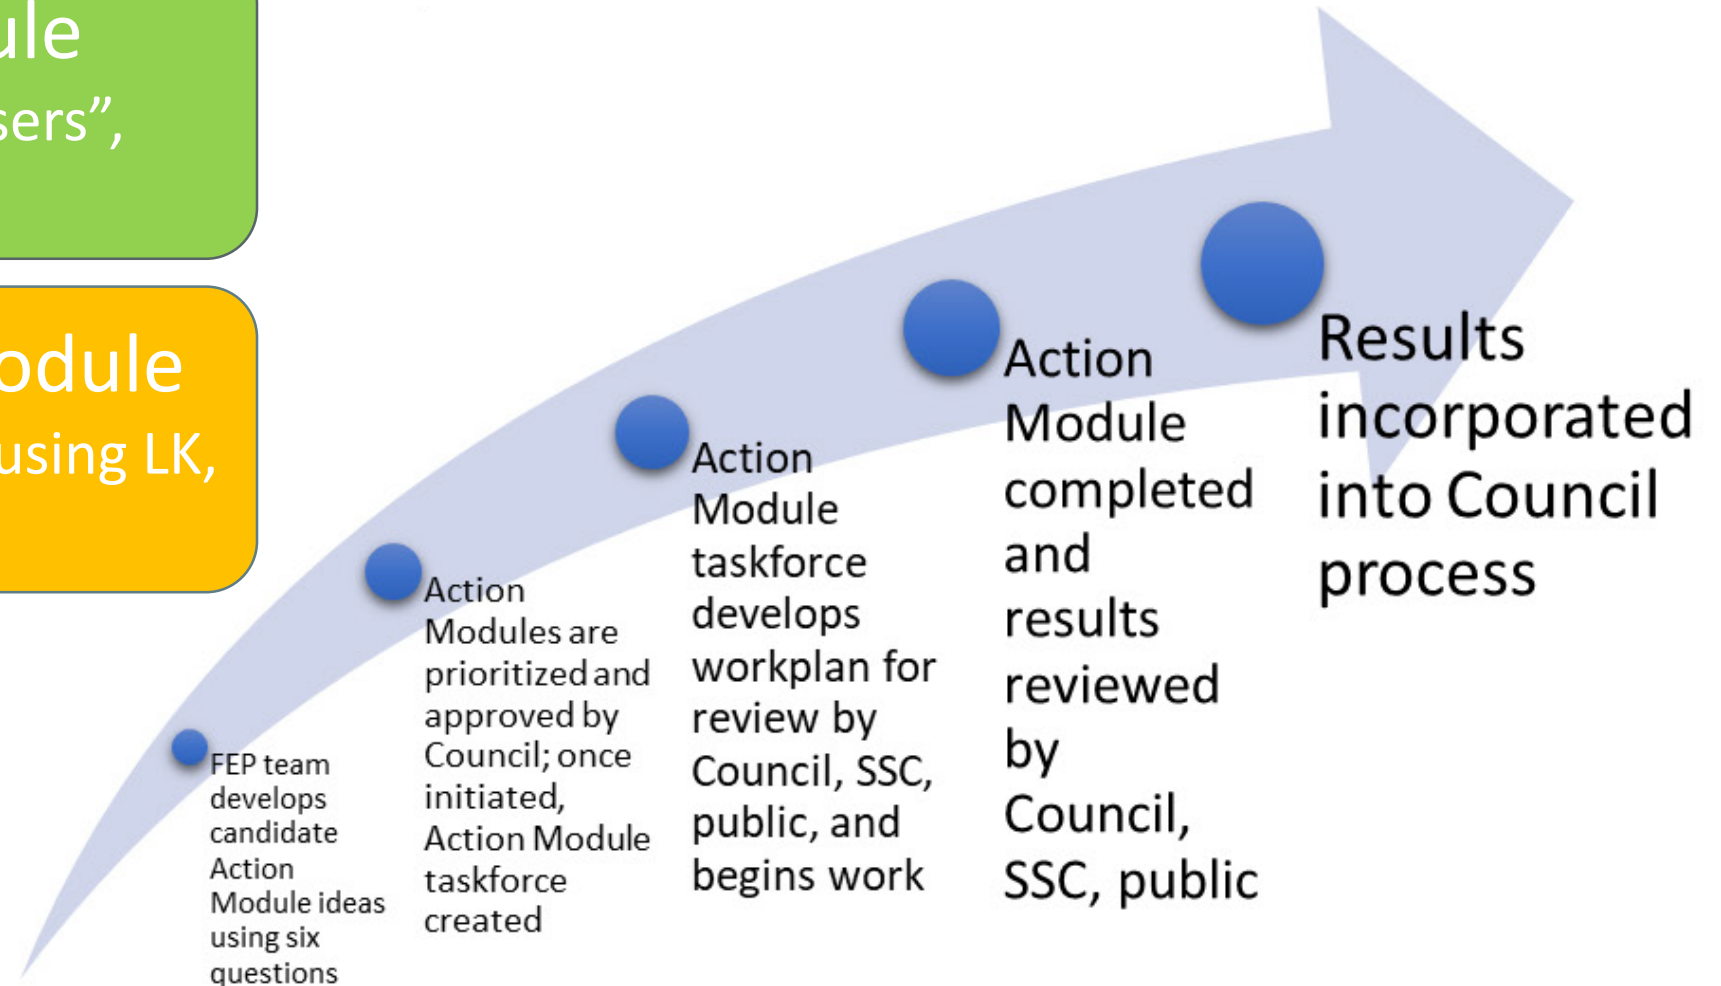 sers”,
using LK,
FEP team
develops
candidate
Action
Module ideas
using six
questions
Action
Modules are
prioritized and
approved by
Council; once
initiated,
Action Module
taskforce
created
Action
Module
taskforce
develops
workplan for
review by
Council, SSC,
public, and
begins work
Action
Module
completed
and
results
reviewed
by
Council,
SSC, public
Results
incorporated
into Council
process